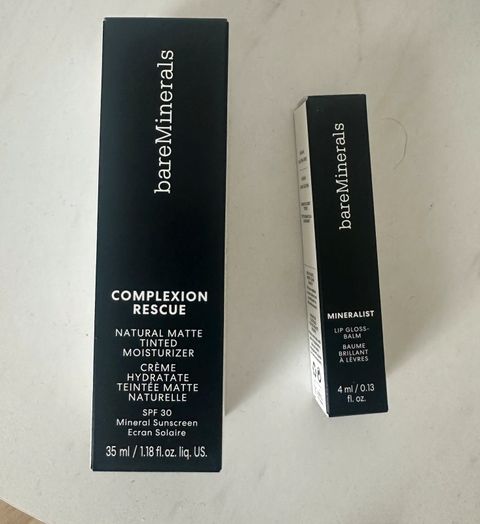 bareMinerals
COMPLEXION
RESCUE
NATURAL MATTE
TINTED
MOISTURIZER
CRÈME
HYDRATATE
TEINTÉE MATTE
NATURELLE
SPF 30
Mineral Sunscreen
Ecran Solaire
35 ml / 1.18 fl. oz. liq. US.
bareMinerals
MINERALIST
LIP GLOSS-
BALM
BAUME
BRILLANT
À LÈVRES
4 ml / 0.13
fl. oz.